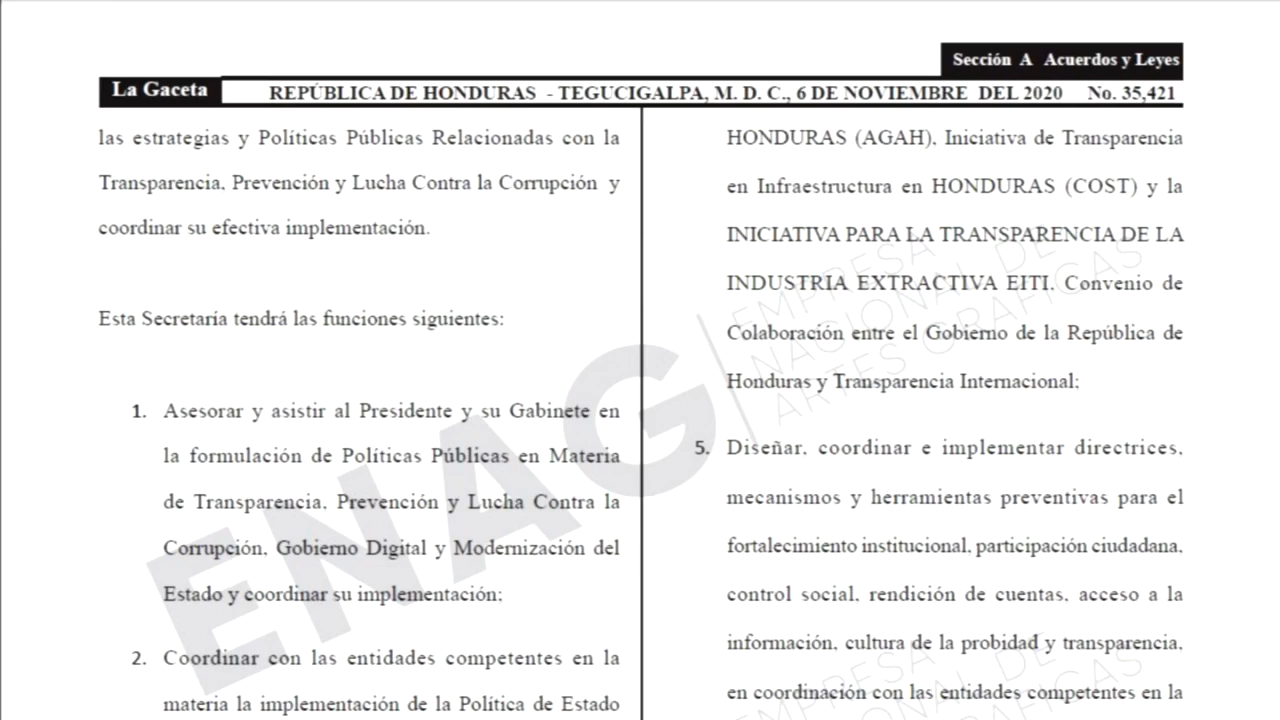 Sección A Acuerdos y Leyes
La Gaceta REPÚBLICA DE HONDURAS - TEGUCIGALPA, M. D. C., 6 DE NOVIEMBRE DEL 2020 No. 35,421
las estrategias y Políticas Públicas Relacionadas con la
Transparencia, Prevención y Lucha Contra la Corrupción y
coordinar su efectiva implementación.
Esta Secretaría tendrá las funciones siguientes:
1. Asesorar y asistir al Presidente y su Gabinete en
la formulación de Políticas Públicas en Materia
de Transparencia, Prevención y Lucha Contra la
Corrupción, Gobierno Digital y Modernización del
Estado y coordinar su implementación;
2. Coordinar con las entidades competentes en la
materia la implementación de la Política de Estado
HONDURAS (AGAH), Iniciativa de Transparencia
en Infraestructura en HONDURAS (COST) y la
INICIATIVA PARA LA TRANSPARENCIA DE LA
INDUSTRIA EXTRACTIVA EITI, Convenio de
Colaboración entre el Gobierno de la República de
Honduras y Transparencia Internacional;
5. Diseñar, coordinar e implementar directrices,
mecanismos y herramientas preventivas para el
fortalecimiento institucional, participación ciudadana,
control social, rendición de cuentas, acceso a la
información, cultura de la probidad y transparencia,
en coordinación con las entidades competentes en la
ENAG
EMPRESA
NACIONAL DE
ARTES GRAFICAS
EMPRESA
NACIONAL DE
ARTES GRAFICAS